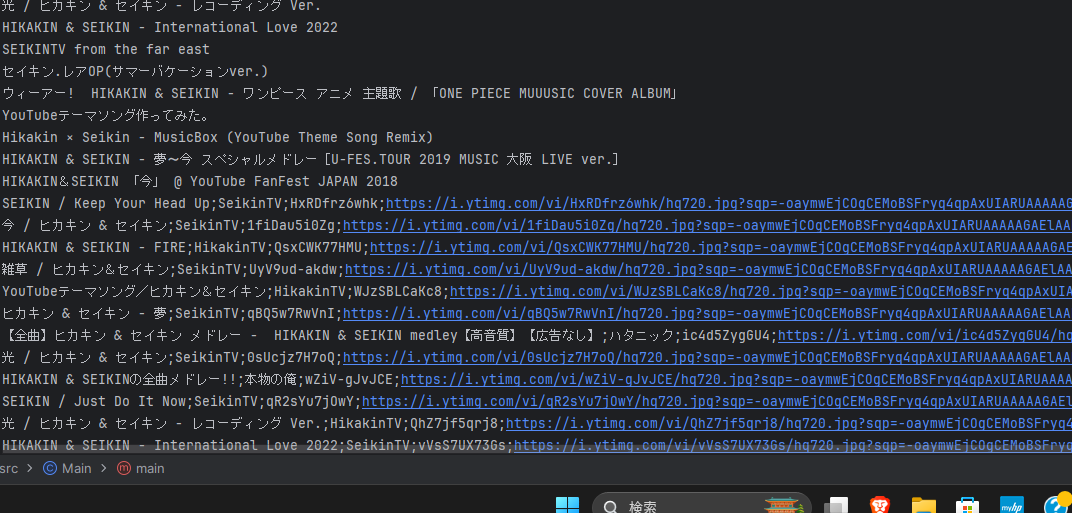 光 / ヒカキン & セイキン - レコーディング Ver.
HIKAKIN & SEIKIN - International Love 2022
SEIKINTV from the far east
セイキン.レアOP(サマーバケーションver.)
ウィーアー!  HIKAKIN & SEIKIN - ワンピース アニメ 主題歌 / 「ONE PIECE MUUUSIC COVER ALBUM」
YouTubeテーマソング作ってみた。
Hikakin × Seikin - MusicBox (YouTube Theme Song Remix)
HIKAKIN & SEIKIN - 夢〜今 スペシャルメドレー［U-FES.TOUR 2019 MUSIC 大阪 LIVE ver.］
HIKAKIN＆SEIKIN 「今」 @ YouTube FanFest JAPAN 2018
SEIKIN / Keep Your Head Up;SeikinTV;HxRDfrz6whk;https://i.ytimg.com/vi/HxRDfrz6whk/hq720.jpg?sqp=-oaymwEjCOgCEMoBSFryq4qpAxUIARUAAAAAG
今 / ヒカキン & セイキン;SeikinTV;1fiDau5i0Zg;https://i.ytimg.com/vi/1fiDau5i0Zg/hq720.jpg?sqp=-oaymwEjCOgCEMoBSFryq4qpAxUIARUAAAAAGAElAA
HIKAKIN & SEIKIN - FIRE;HikakinTV;QsxCWK77HMU;https://i.ytimg.com/vi/QsxCWK77HMU/hq720.jpg?sqp=-oaymwEjCOgCEMoBSFryq4qpAxUIARUAAAAAGAE
雑草 / ヒカキン＆セイキン;SeikinTV;UyV9ud-akdw;https://i.ytimg.com/vi/UyV9ud-akdw/hq720.jpg?sqp=-oaymwEjCOgCEMoBSFryq4qpAxUIARUAAAAAGAElAA
YouTubeテーマソング／ヒカキン＆セイキン;HikakinTV;WJzSBLCaKc8;https://i.ytimg.com/vi/WJzSBLCaKc8/hq720.jpg?sqp=-oaymwEjCOgCEMoBSFryq4qpAxUIA
ヒカキン & セイキン - 夢;SeikinTV;qBQ5w7RwVnI;https://i.ytimg.com/vi/qBQ5w7RwVnI/hq720.jpg?sqp=-oaymwEjCOgCEMoBSFryq4qpAxUIARUAAAAAGAElAA
【全曲】ヒカキン & セイキン メドレー -  HIKAKIN & SEIKIN medley【高音質】【広告なし】;ハタニック;ic4d5ZygGU4;https://i.ytimg.com/vi/ic4d5ZygGU4/hq
光 / ヒカキン & セイキン;SeikinTV;0sUcjz7H7oQ;https://i.ytimg.com/vi/0sUcjz7H7oQ/hq720.jpg?sqp=-oaymwEjCOgCEMoBSFryq4qpAxUIARUAAAAAGAElAA
HIKAKIN & SEIKINの全曲メドレー!!;本物の俺;wZiV-gJvJCE;https://i.ytimg.com/vi/wZiV-gJvJCE/hq720.jpg?sqp=-oaymwEjCOgCEMoBSFryq4qpAxUIARUAAAA
SEIKIN / Just Do It Now;SeikinTV;qR2sYu7jOwY;https://i.ytimg.com/vi/qR2sYu7jOwY/hq720.jpg?sqp=-oaymwEjCOgCEMoBSFryq4qpAxUIARUAAAAAGAEl
光 / ヒカキン & セイキン - レコーディング Ver.;HikakinTV;QhZ7jf5qrj8;https://i.ytimg.com/vi/QhZ7jf5qrj8/hq720.jpg?sqp=-oaymwEjCOgCEMoBSFryq4qpAxU
HIKAKIN & SEIKIN - International Love 2022;SeikinTV;vVsS7UX73Gs;https://i.ytimg.com/vi/vVsS7UX73Gs/hq720.jpg?sqp=-oaymwEjCOgCEMoBSFryq
src > Main > main
検索
myhp